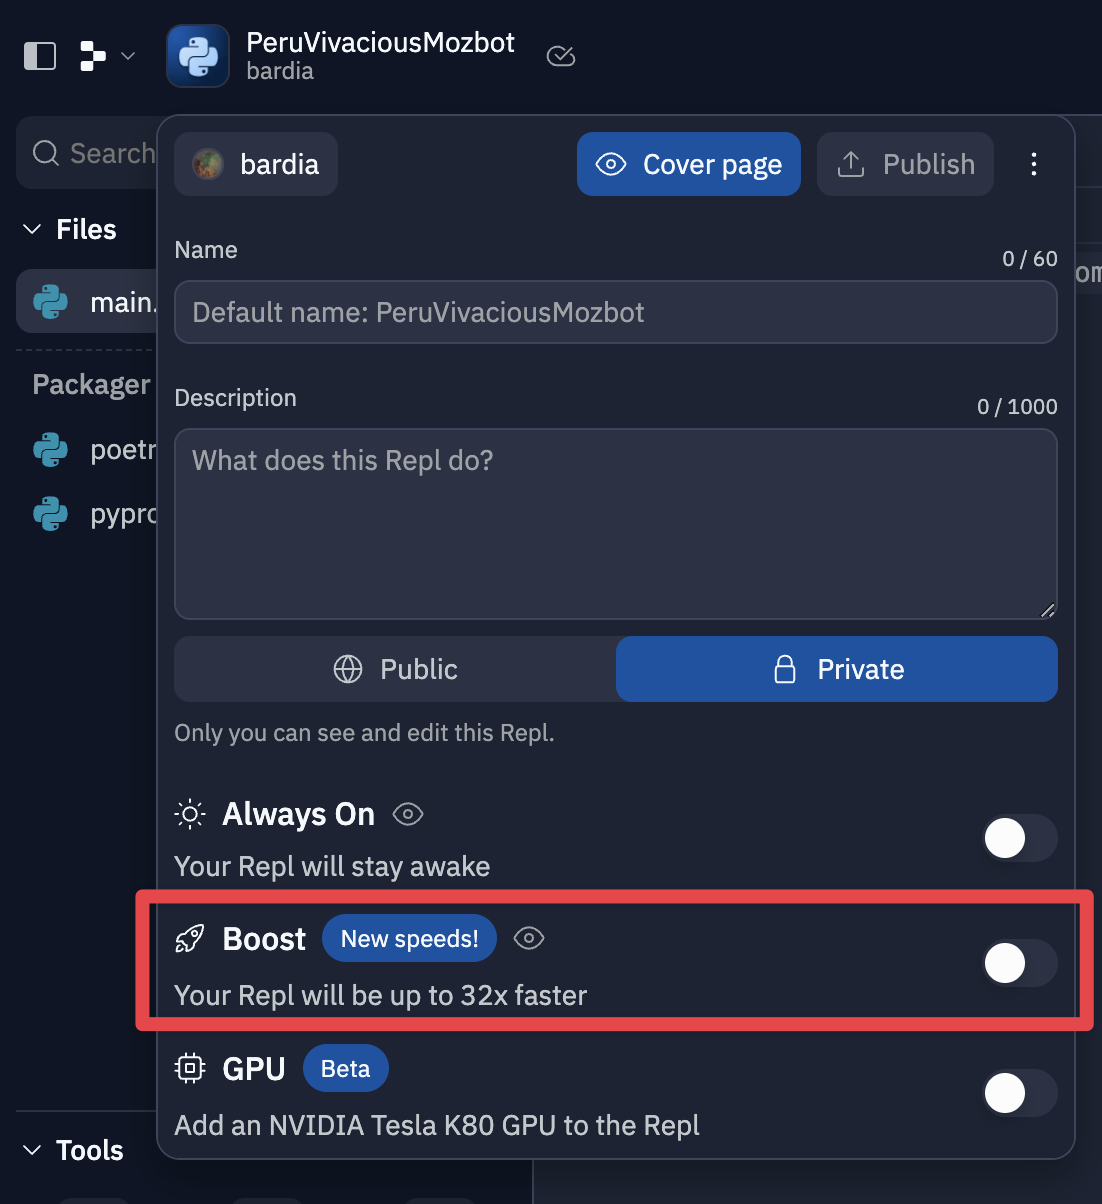 PeruVivaciousMozbot
bardia
Search
bardia
Cover page
Publish
Files
Name
0 / 60
main.
Default name: PeruVivaciousMozbot
Packager
Description
0 / 1000
poetr
What does this Repl do?
pypro
Public
Private
Only you can see and edit this Repl.
Always On
Your Repl will stay awake
Boost
New speeds!
Your Repl will be up to 32x faster
GPU
Beta
Add an NVIDIA Tesla K80 GPU to the Repl
Tools